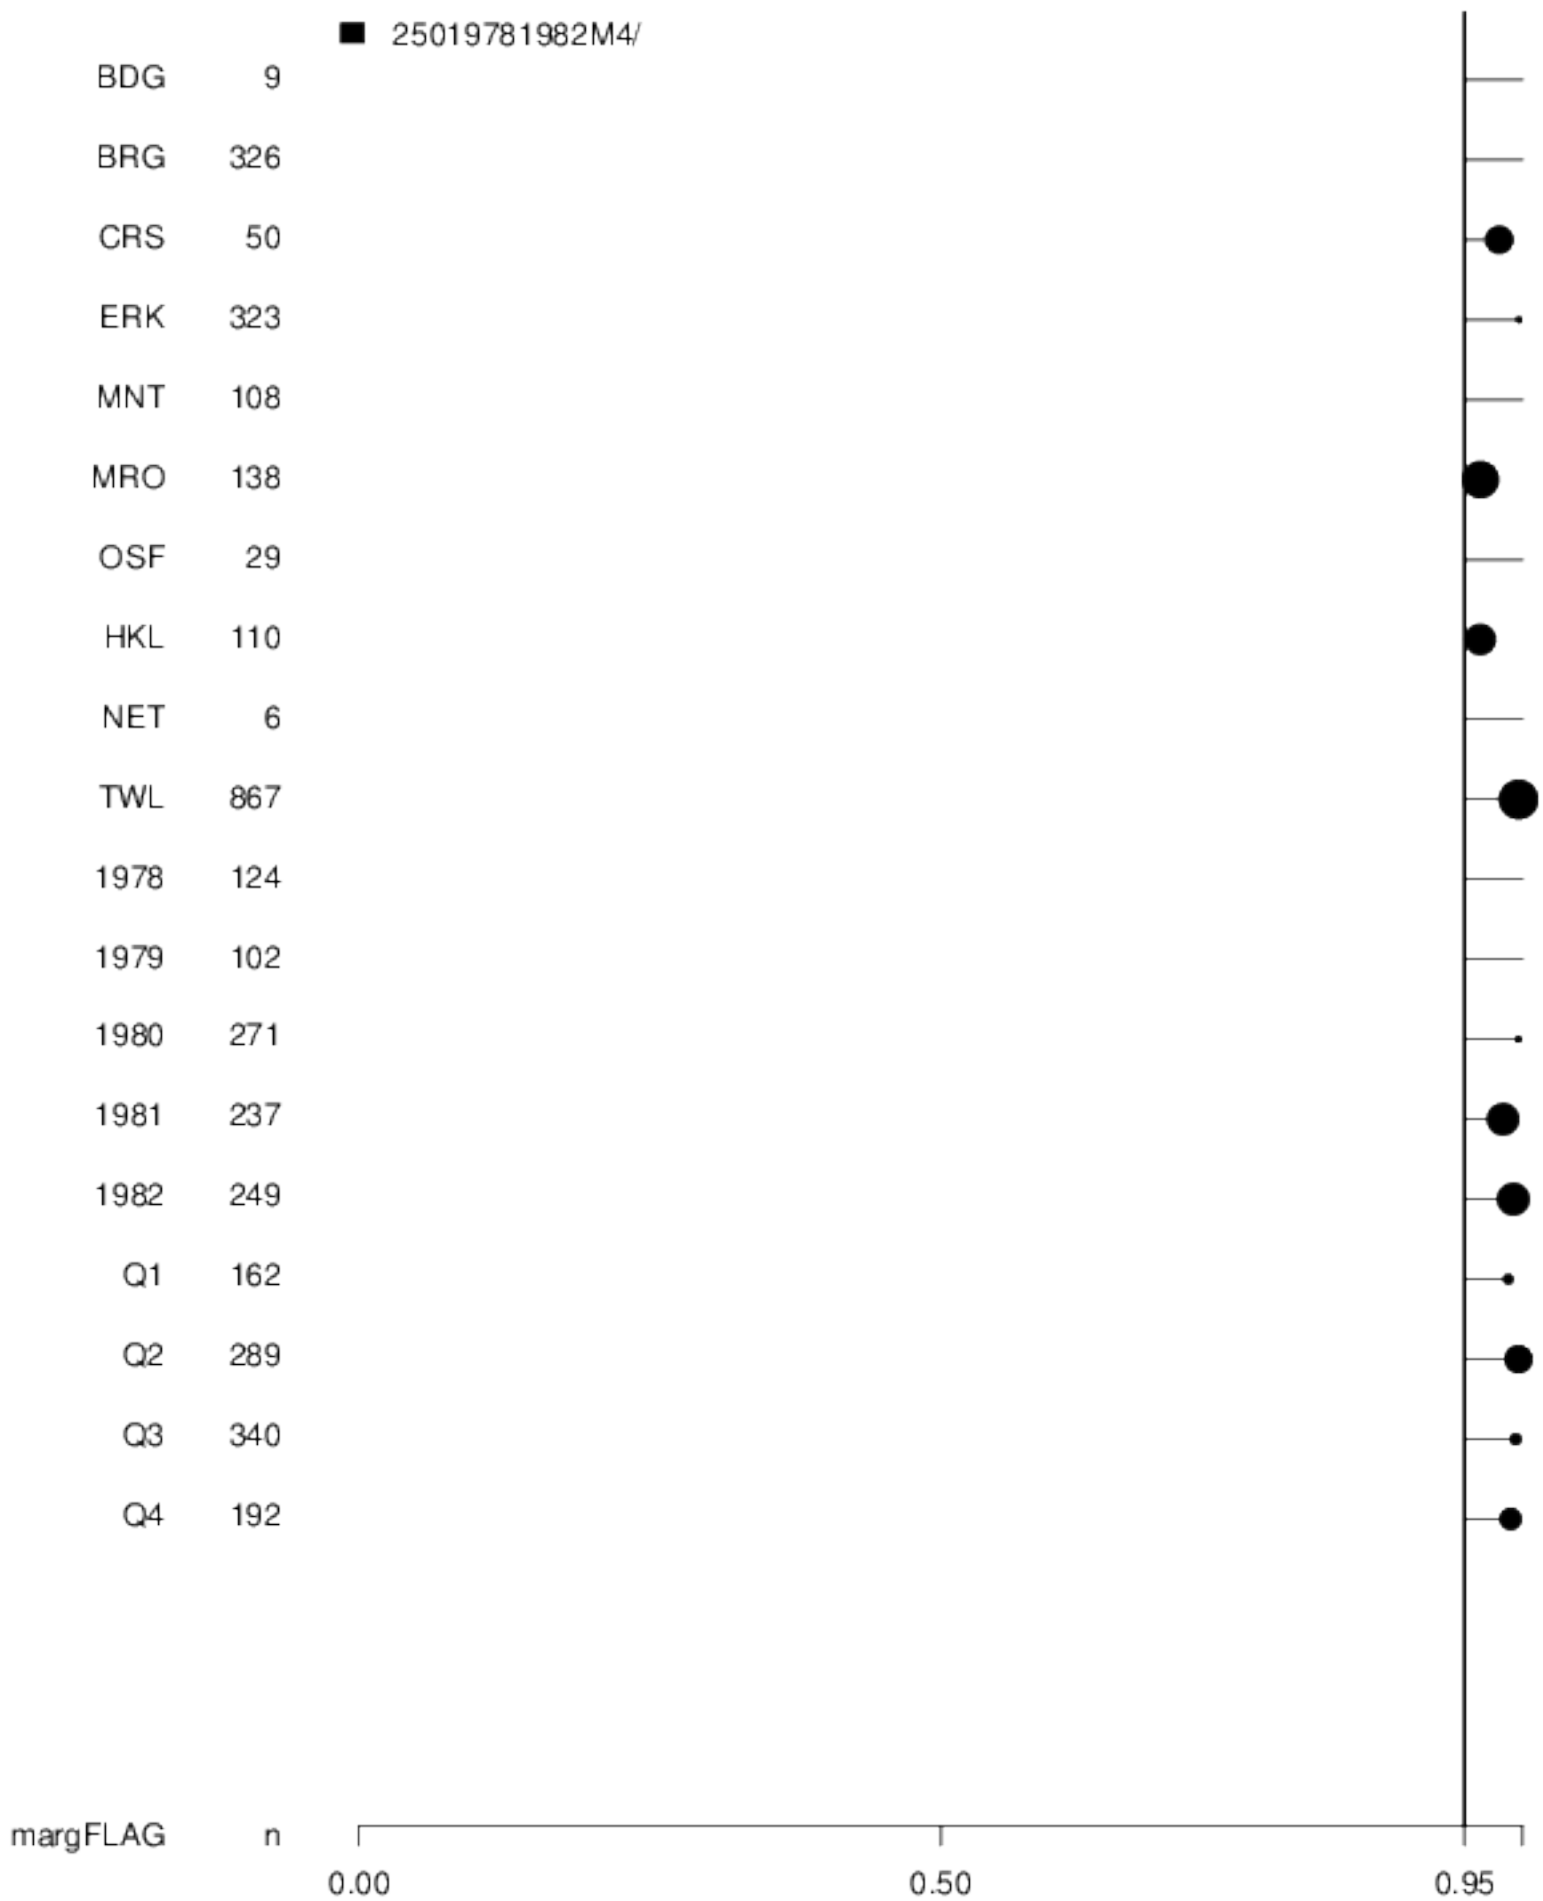 25019781982M4/
BDG 9
BRG 326
CRS 50
ERK 323
MNT 108
MRO 138
OSF 29
HKL 110
NET 6
TWL 867
1978 124
1979 102
1980 271
1981 237
1982 249
Q1 162
Q2 289
Q3 340
Q4 192
margFLAG n
0.00 0.50 0.95